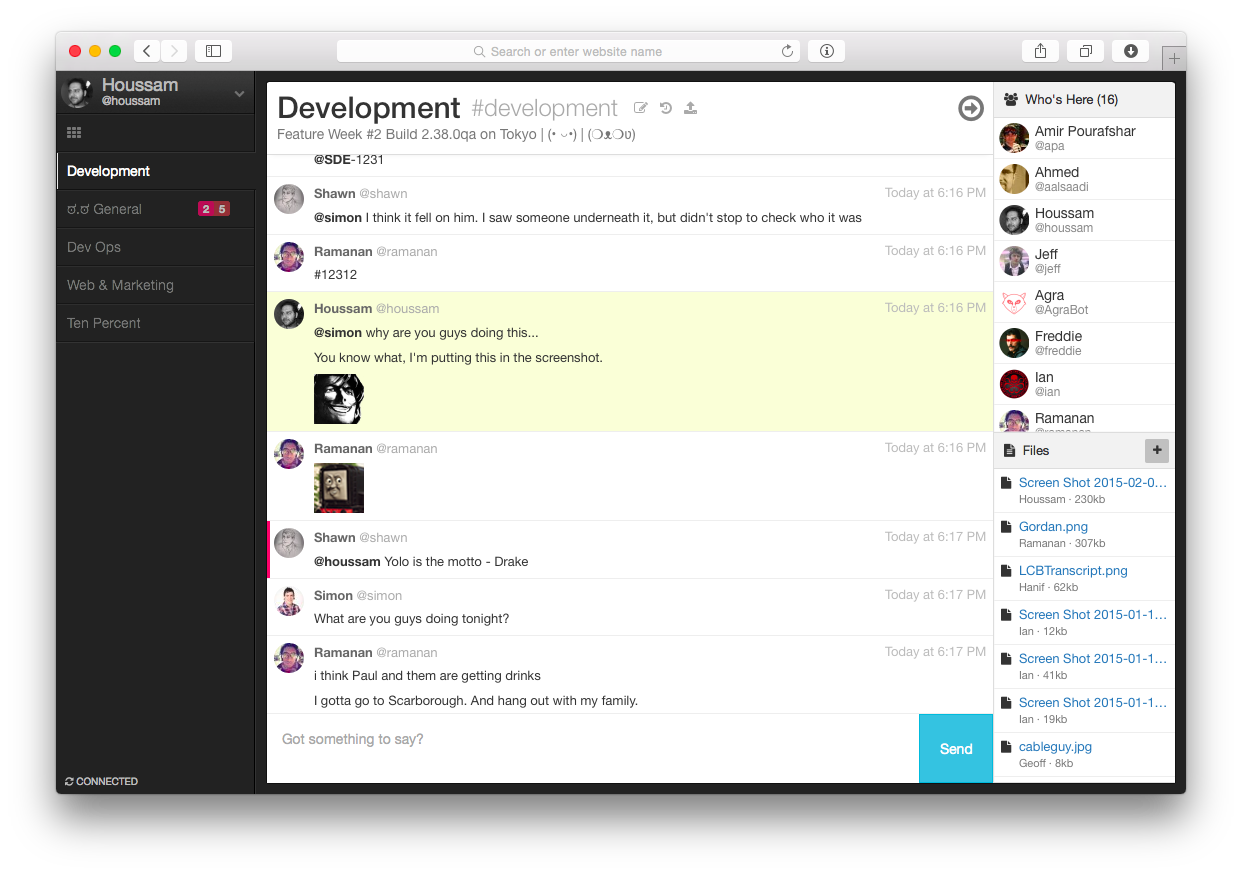 Search or enter website name
Houssam
@houssam
Development
ಠ.ಠ General
2 5
Dev Ops
Web & Marketing
Ten Percent
CONNECTED
Development #development
Feature Week #2 Build 2.38.0qa on Tokyo | (• ◡•) | (❍ᴥ❍ʋ)
@SDE-1231
Shawn @shawn Today at 6:16 PM
@simon I think it fell on him. I saw someone underneath it, but didn't stop to check who it was
Ramanan @ramanan Today at 6:16 PM
#12312
Houssam @houssam Today at 6:16 PM
@simon why are you guys doing this...
You know what, I'm putting this in the screenshot.
Ramanan @ramanan Today at 6:16 PM
Shawn @shawn Today at 6:17 PM
@houssam Yolo is the motto - Drake
Simon @simon Today at 6:17 PM
What are you guys doing tonight?
Ramanan @ramanan Today at 6:17 PM
i think Paul and them are getting drinks
I gotta go to Scarborough. And hang out with my family.
Got something to say?
Send
Who's Here (16)
Amir Pourafshar
@apa
Ahmed
@aalsaadi
Houssam
@houssam
Jeff
@jeff
Agra
@AgraBot
Freddie
@freddie
Ian
@ian
Ramanan
@ramanan
Files
+
Screen Shot 2015-02-0...
Houssam · 230kb
Gordan.png
Ramanan · 307kb
LCBTranscript.png
Hanif · 62kb
Screen Shot 2015-01-1...
Ian · 12kb
Screen Shot 2015-01-1...
Ian · 41kb
Screen Shot 2015-01-1...
Ian · 19kb
cableguy.jpg
Geoff · 8kb